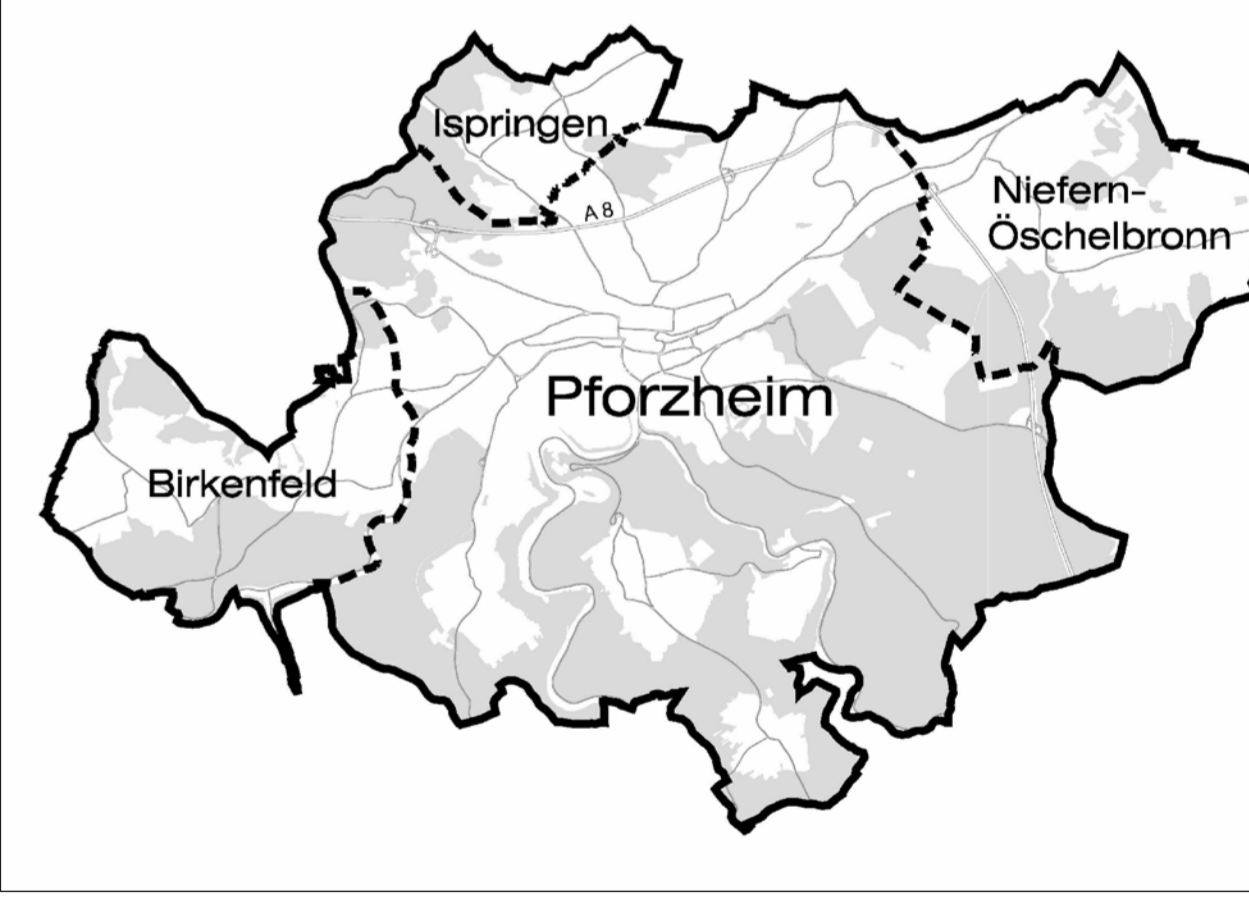 Ispringen
A 8
Niefern-
Öschelbronn
Pforzheim
Birkenfeld